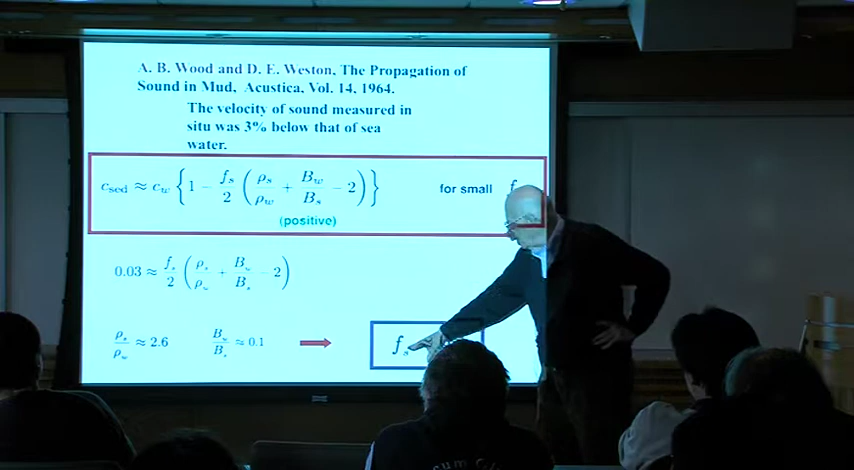 A. B. Wood and D. E. Weston, The Propagation of
Sound in Mud, Acustica, Vol. 14, 1964.
The velocity of sound measured in
situ was 3% below that of sea
water.
c_sed ≈ c_w {1 − f_s/2 (ρ_s/ρ_w + B_w/B_s − 2)} for small f
(positive)
0.03 ≈ f_s/2 (ρ_s/ρ_w + B_w/B_s − 2)
ρ_s/ρ_w ≈ 2.6 B_w/B_s ≈ 0.1 f_s